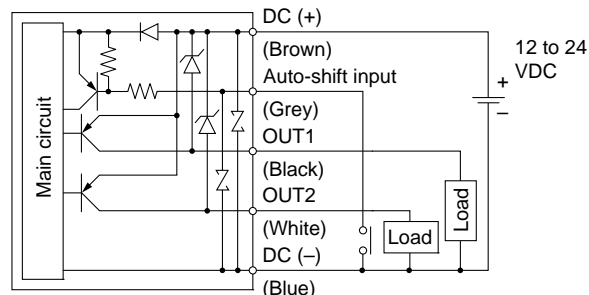 Main circuit
DC (+)
(Brown)
Auto-shift input
(Grey)
OUT1
(Black)
OUT2
(White)
DC (–)
(Blue)
Load
Load
12 to 24
VDC
+
–